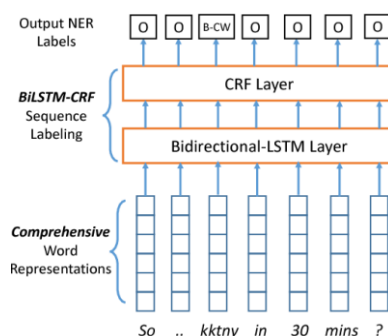 Output NER Labels
O O B-CW O O O O
CRF Layer
BiLSTM-CRF
Sequence
Labeling
Bidirectional-LSTM Layer
Comprehensive
Word
Representations
So .. kktny in 30 mins ?